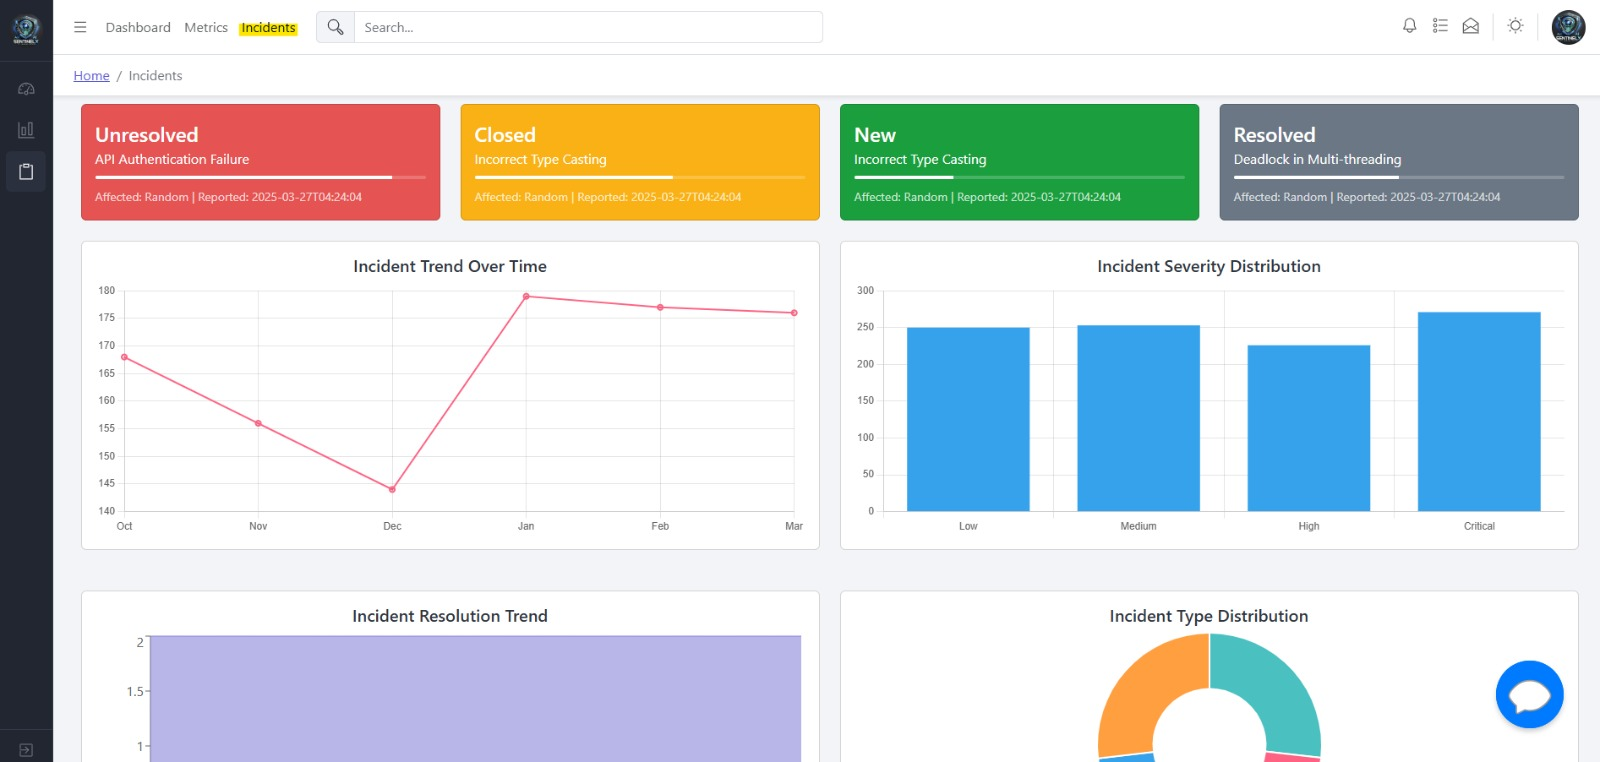 Dashboard Metrics Incidents Search...
Home / Incidents
Unresolved
API Authentication Failure
Affected: Random | Reported: 2025-03-27T04:24:04
Closed
Incorrect Type Casting
Affected: Random | Reported: 2025-03-27T04:24:04
New
Incorrect Type Casting
Affected: Random | Reported: 2025-03-27T04:24:04
Resolved
Deadlock in Multi-threading
Affected: Random | Reported: 2025-03-27T04:24:04
Incident Trend Over Time
180
175
170
165
160
155
150
145
140
Oct Nov Dec Jan Feb Mar
Incident Severity Distribution
300
250
200
150
100
50
0
Low Medium High Critical
Incident Resolution Trend
2
1.5
1
Incident Type Distribution